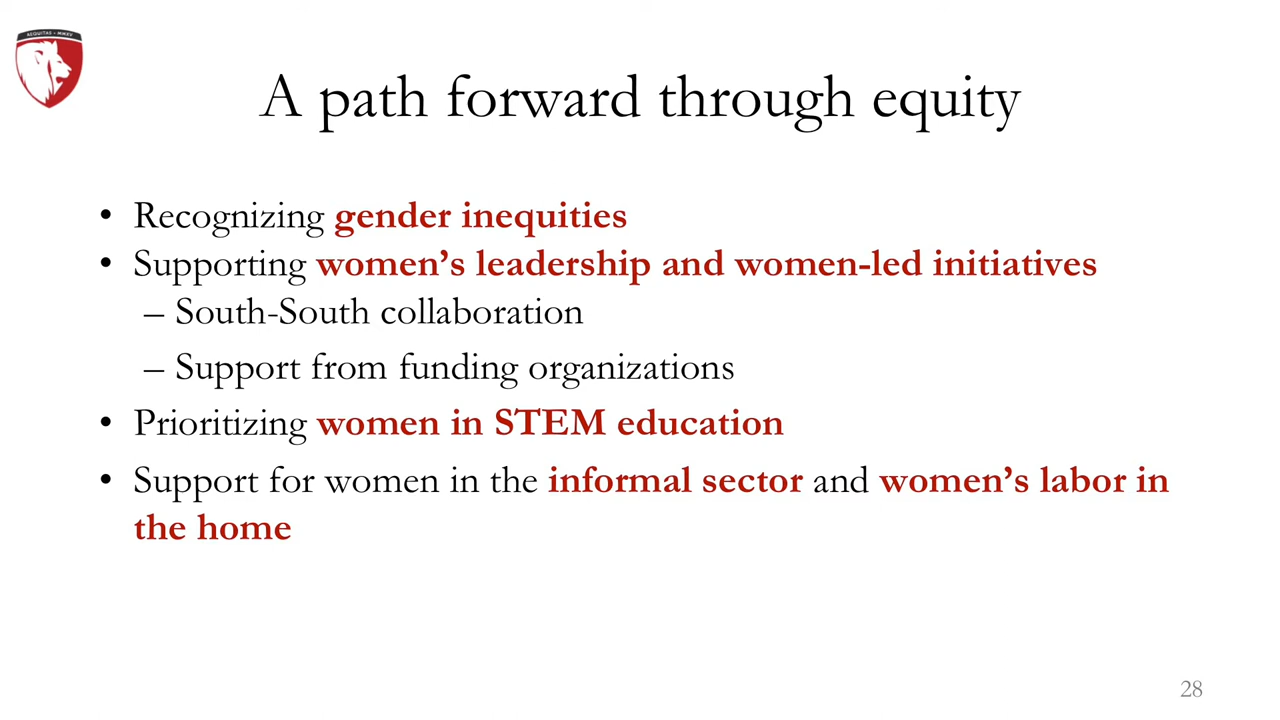 AEQUITAS • MMXV
A path forward through equity
• Recognizing gender inequities
• Supporting women’s leadership and women-led initiatives
– South-South collaboration
– Support from funding organizations
• Prioritizing women in STEM education
• Support for women in the informal sector and women’s labor in
the home
28